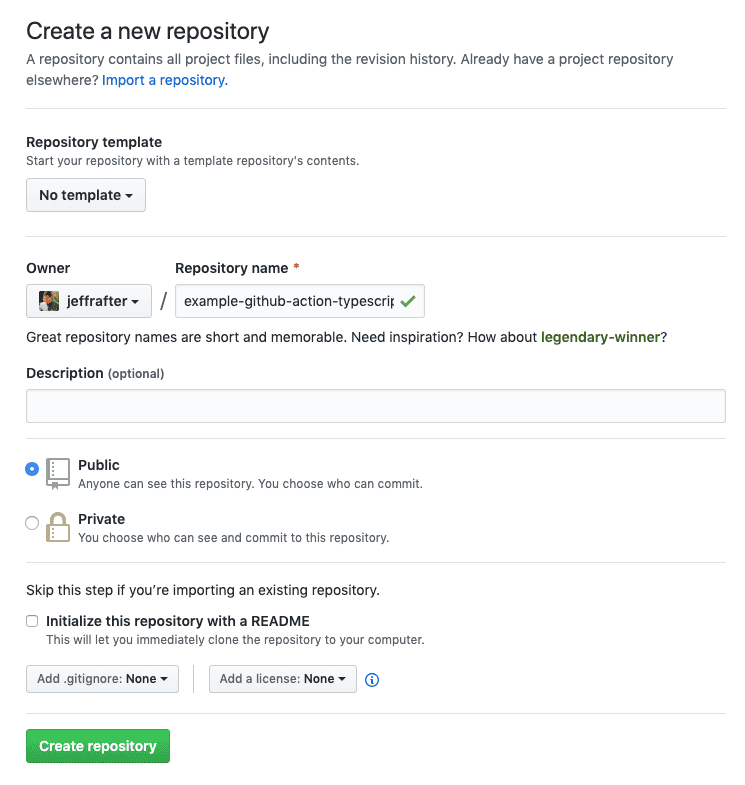 Create a new repository
A repository contains all project files, including the revision history. Already have a project repository
elsewhere? Import a repository.
Repository template
Start your repository with a template repository's contents.
No template
Owner
Repository name *
jeffrafter
/
example-github-action-typescrip
Great repository names are short and memorable. Need inspiration? How about legendary-winner?
Description (optional)
Public
Anyone can see this repository. You choose who can commit.
Private
You choose who can see and commit to this repository.
Skip this step if you’re importing an existing repository.
Initialize this repository with a README
This will let you immediately clone the repository to your computer.
Add .gitignore: None
Add a license: None
Create repository